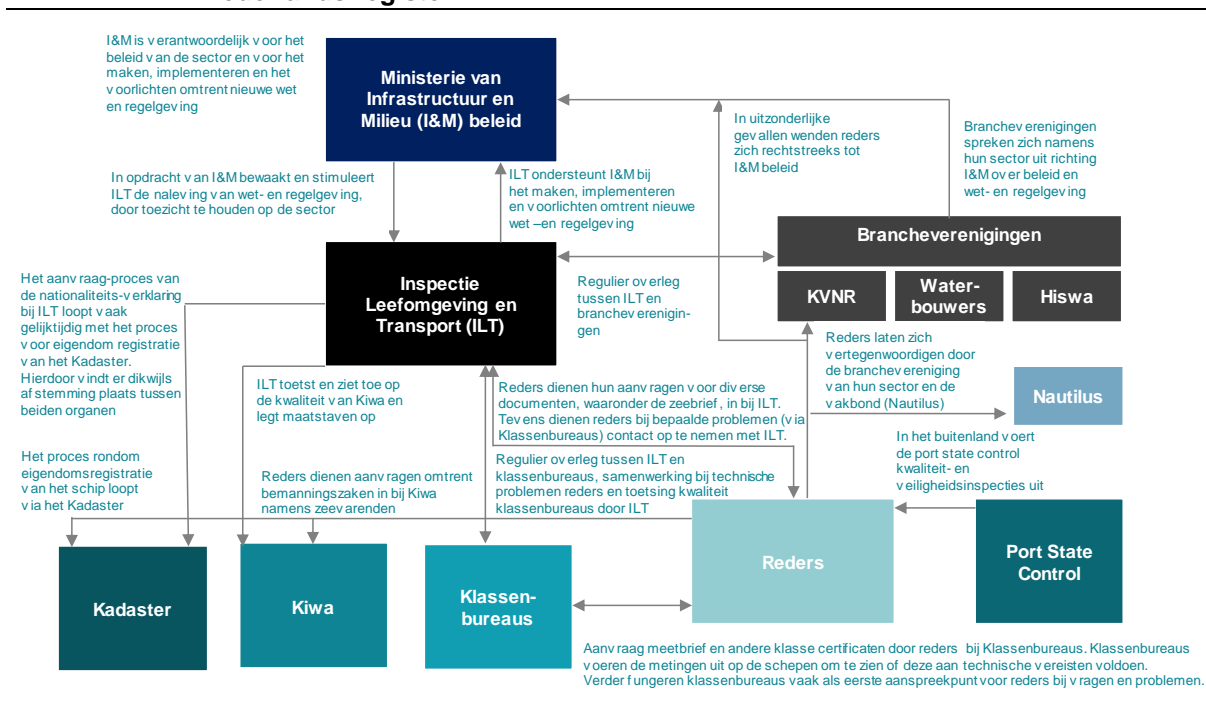 I&M is verantwoordelijk voor het
beleid van de sector en voor het
maken, implementeren en het
voorlichten omtrent nieuwe wet
en regelgeving
Ministerie van
Infrastructuur en
Milieu (I&M) beleid
In uitzonderlijke
gevallen wenden reders
zich rechtstreeks tot
I&M beleid
Brancheverenigingen
spreken zich namens
hun sector uit richting
I&M over beleid en
wet- en regelgeving
In opdracht van I&M bewaakt en stimuleert
ILT de naleving van wet- en regelgeving,
door toezicht te houden op de sector
ILT ondersteunt I&M bij
het maken, implementeren
en voorlichten omtrent nieuwe
wet –en regelgeving
Brancheverenigingen
KVNR
Water-
bouwers
Hiswa
Inspectie
Leefomgeving en
Transport (ILT)
Regulier overleg
tussen ILT en
brancheverenigin-
gen
Het aanvraag-proces van
de nationaliteits-verklaring
bij ILT loopt vaak
gelijktijdig met het proces
voor eigendom registratie
van het Kadaster.
Hierdoor vindt er dikwijls
afstemming plaats tussen
beiden organen
Reders laten zich
vertegenwoordigen door
de branchevereniging
van hun sector en de
vakbond (Nautilus)
Nautilus
ILT toetst en ziet toe op
de kwaliteit van Kiwa en
legt maatstaven op
Reders dienen hun aanvragen voor diverse
documenten, waaronder de zeebrief, in bij ILT.
Tevens dienen reders bij bepaalde problemen (via
Klassenbureaus) contact op te nemen met ILT.
In het buitenland voert
de port state control
kwaliteit- en
veiligheidsinspecties uit
Het proces rondom
eigendomsregistratie
van het schip loopt
via het Kadaster
Reders dienen aanvragen omtrent
bemanningszaken in bij Kiwa
namens zeevarenden
Regulier overleg tussen ILT en
klassenbureaus, samenwerking bij technische
problemen reders en toetsing kwaliteit
klassenbureaus door ILT
Kadaster
Kiwa
Klassen-
bureaus
Reders
Port State
Control
Aanvraag meetbrief en andere klasse certificaten door reders bij Klassenbureaus. Klassenbureaus
voeren de metingen uit op de schepen om te zien of deze aan technische vereisten voldoen.
Verder fungeren klassenbureaus vaak als eerste aanspreekpunt voor reders bij vragen en problemen.